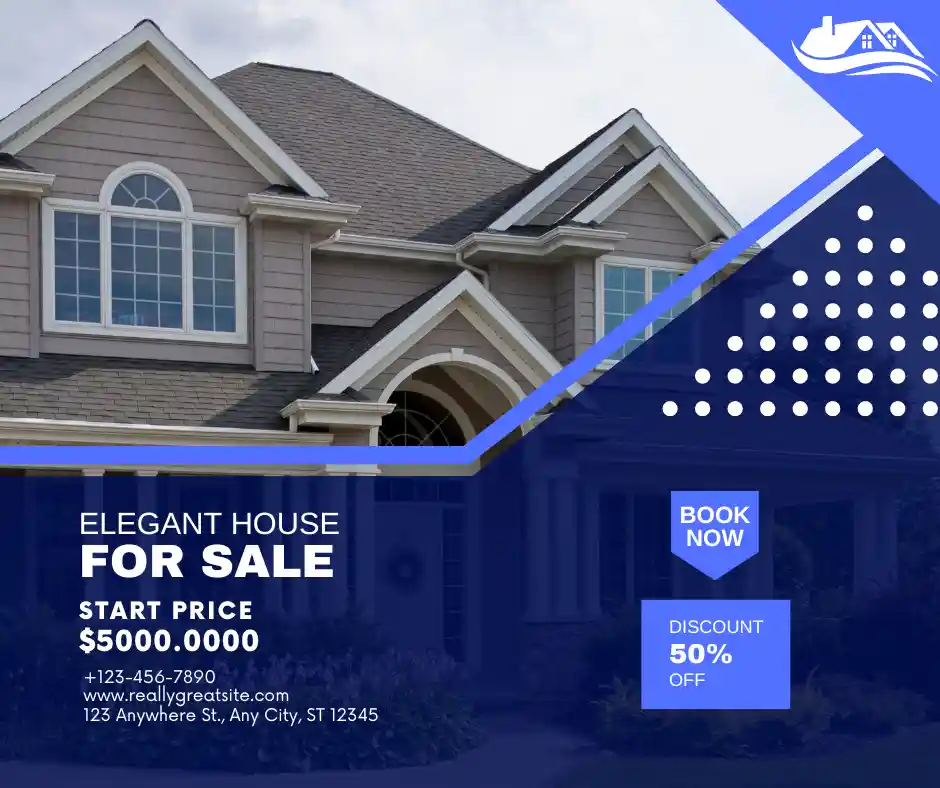 ELEGANT HOUSE
FOR SALE
START PRICE
$5000.0000
+123-456-7890
www.reallygreatsite.com
123 Anywhere St., Any City, ST 12345
BOOK
NOW
DISCOUNT
50%
OFF